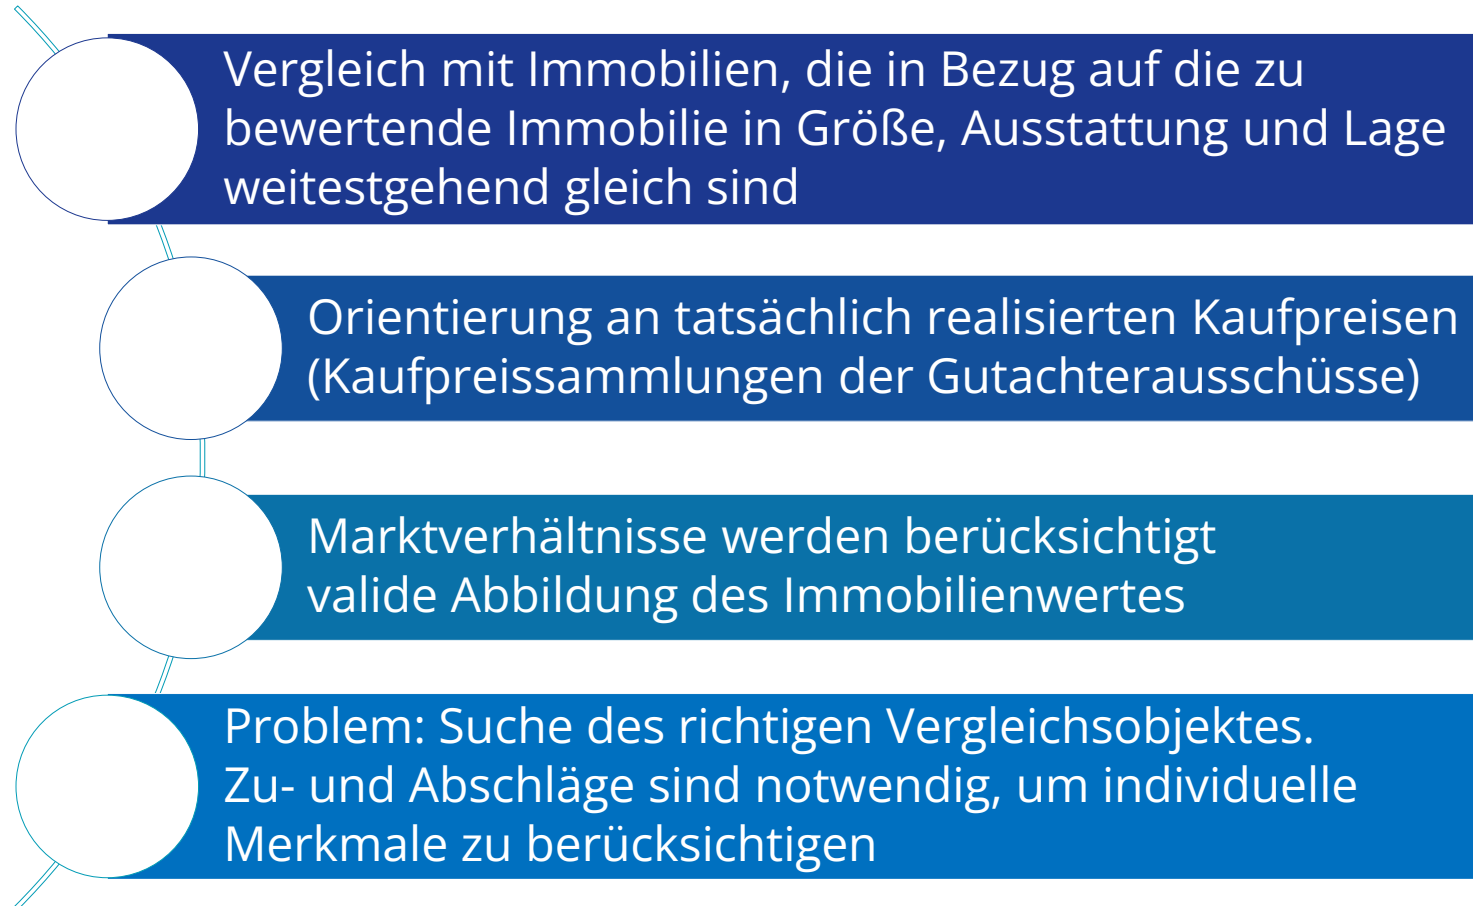 Vergleich mit Immobilien, die in Bezug auf die zu
bewertende Immobilie in Größe, Ausstattung und Lage
weitestgehend gleich sind
Orientierung an tatsächlich realisierten Kaufpreisen
(Kaufpreissammlungen der Gutachterausschüsse)
Marktverhältnisse werden berücksichtigt
valide Abbildung des Immobilienwertes
Problem: Suche des richtigen Vergleichsobjektes.
Zu- und Abschläge sind notwendig, um individuelle
Merkmale zu berücksichtigen